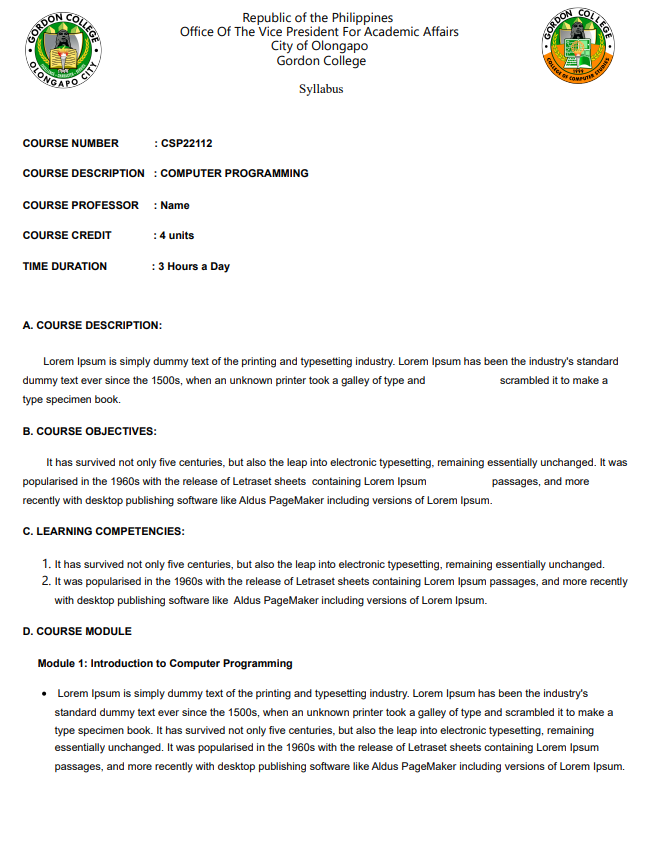 Republic of the Philippines
Office Of The Vice President For Academic Affairs
City of Olongapo
Gordon College
GORDON COLLEGE
OLONGAPO CITY
GORDON COLLEGE
1999
COLLEGE OF COMPUTER STUDIES
Syllabus
COURSE NUMBER : CSP22112
COURSE DESCRIPTION : COMPUTER PROGRAMMING
COURSE PROFESSOR : Name
COURSE CREDIT : 4 units
TIME DURATION : 3 Hours a Day
A. COURSE DESCRIPTION:
Lorem Ipsum is simply dummy text of the printing and typesetting industry. Lorem Ipsum has been the industry's standard
dummy text ever since the 1500s, when an unknown printer took a galley of type and scrambled it to make a
type specimen book.
B. COURSE OBJECTIVES:
It has survived not only five centuries, but also the leap into electronic typesetting, remaining essentially unchanged. It was
popularised in the 1960s with the release of Letraset sheets containing Lorem Ipsum passages, and more
recently with desktop publishing software like Aldus PageMaker including versions of Lorem Ipsum.
C. LEARNING COMPETENCIES:
1. It has survived not only five centuries, but also the leap into electronic typesetting, remaining essentially unchanged.
2. It was popularised in the 1960s with the release of Letraset sheets containing Lorem Ipsum passages, and more recently
with desktop publishing software like Aldus PageMaker including versions of Lorem Ipsum.
D. COURSE MODULE
Module 1: Introduction to Computer Programming
• Lorem Ipsum is simply dummy text of the printing and typesetting industry. Lorem Ipsum has been the industry's
standard dummy text ever since the 1500s, when an unknown printer took a galley of type and scrambled it to make a
type specimen book. It has survived not only five centuries, but also the leap into electronic typesetting, remaining
essentially unchanged. It was popularised in the 1960s with the release of Letraset sheets containing Lorem Ipsum
passages, and more recently with desktop publishing software like Aldus PageMaker including versions of Lorem Ipsum.